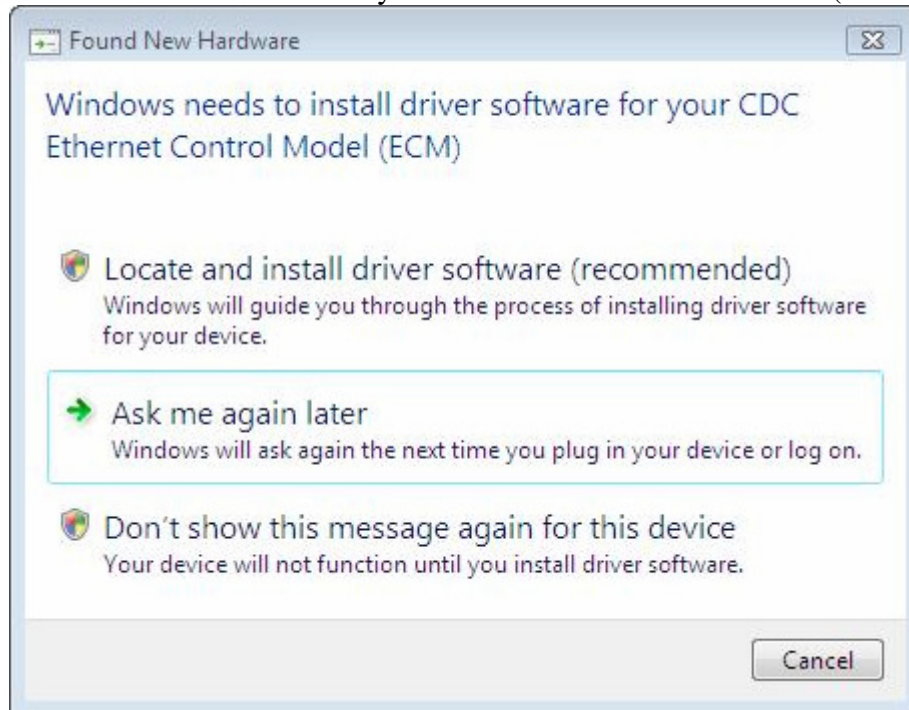 Found New Hardware
Windows needs to install driver software for your CDC
Ethernet Control Model (ECM)
Locate and install driver software (recommended)
Windows will guide you through the process of installing driver software
for your device.
Ask me again later
Windows will ask again the next time you plug in your device or log on.
Don't show this message again for this device
Your device will not function until you install driver software.
Cancel